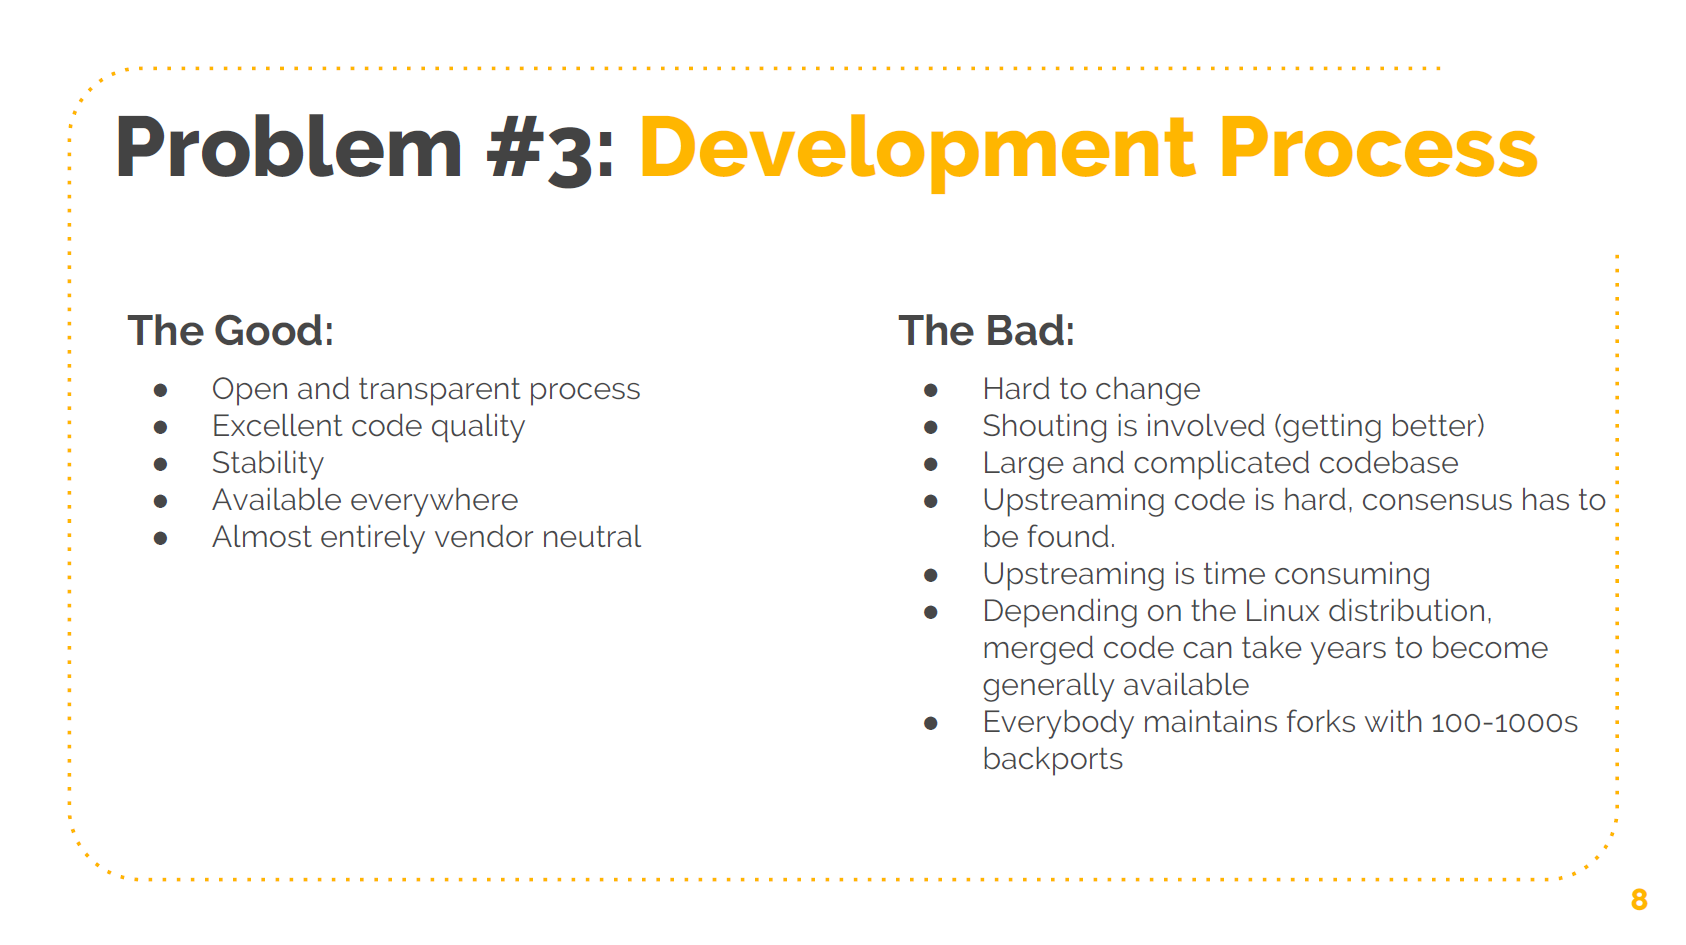 Problem #3: Development Process
The Good:
● Open and transparent process
● Excellent code quality
● Stability
● Available everywhere
● Almost entirely vendor neutral
The Bad:
● Hard to change
● Shouting is involved (getting better)
● Large and complicated codebase
● Upstreaming code is hard, consensus has to
be found.
● Upstreaming is time consuming
● Depending on the Linux distribution,
merged code can take years to become
generally available
● Everybody maintains forks with 100-1000s
backports
8